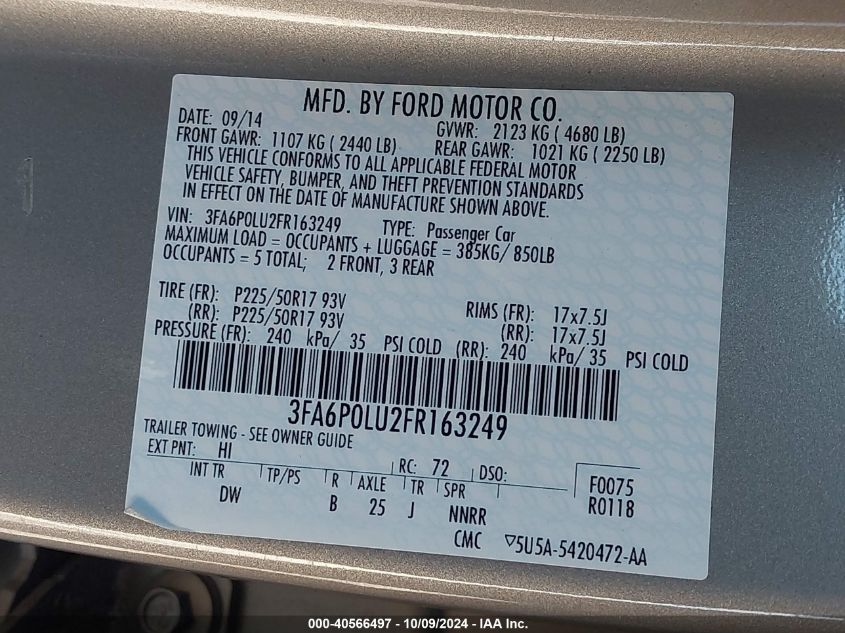 MFD. BY FORD MOTOR CO.
DATE: 09/14 GVWR: 2123 KG ( 4680 LB)
FRONT GAWR: 1107 KG ( 2440 LB) REAR GAWR: 1021 KG ( 2250 LB)
THIS VEHICLE CONFORMS TO ALL APPLICABLE FEDERAL MOTOR
VEHICLE SAFETY, BUMPER, AND THEFT PREVENTION STANDARDS
IN EFFECT ON THE DATE OF MANUFACTURE SHOWN ABOVE.
VIN: 3FA6P0LU2FR163249 TYPE: Passenger Car
MAXIMUM LOAD = OCCUPANTS + LUGGAGE = 385KG/ 850LB
OCCUPANTS = 5 TOTAL; 2 FRONT, 3 REAR
TIRE (FR): P225/50R17 93V RIMS (FR): 17x7.5J
(RR): P225/50R17 93V (RR): 17x7.5J
PRESSURE (FR): 240 kPa/ 35 PSI COLD (RR): 240 kPa/ 35 PSI COLD
3FA6P0LU2FR163249
TRAILER TOWING - SEE OWNER GUIDE
EXT PNT: HI RC: 72 DSO: F0075
INT TR TP/PS R AXLE TR SPR R0118
DW B 25 J NNRR
CMC ▽5U5A-5420472-AA
000-40566497 - 10/09/2024 - IAA Inc.